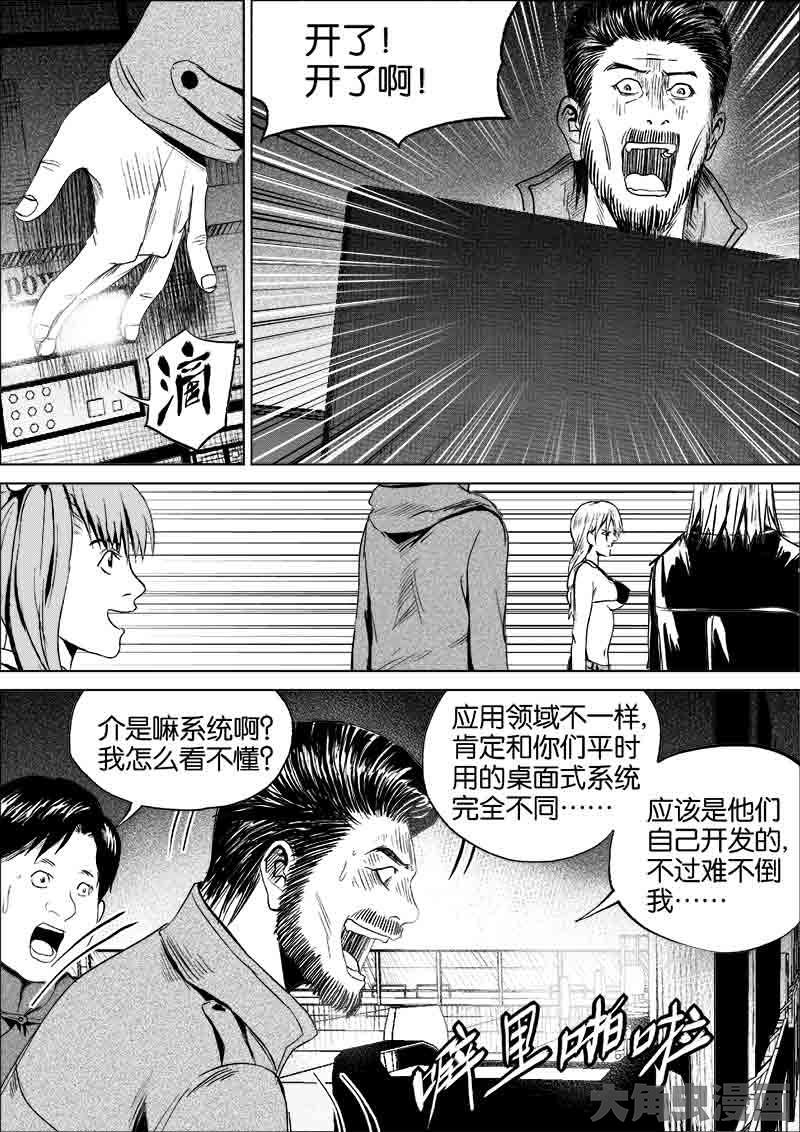 开了！
开了啊！
pow
滴
介是嘛系统啊？
我怎么看不懂？
应用领域不一样，
肯定和你们平时
用的桌面式系统
完全不同……
应该是他们
自己开发的，
不过难不倒
我……
噼里啪啦
大角虫漫画